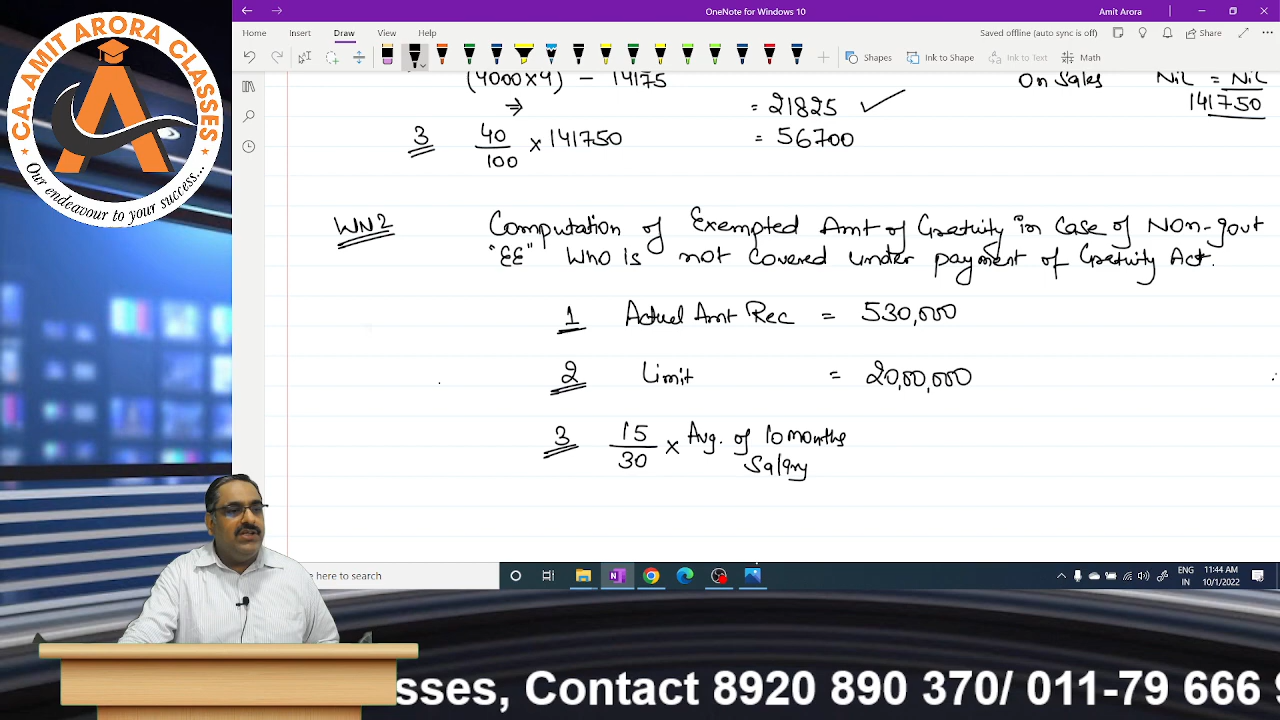 CA. AMIT ARORA CLASSES
A
Our endeavour to your success...
OneNote for Windows 10
Amit Arora
Home Insert Draw View Help
Saved offline (auto sync is off)
Share
Shapes Ink to Shape Ink to Text Math
(4000x4) - 14175
On Sales Nil = Nil
→ = 21825 ✓
141750
3 40/100 x 141750 = 56700
WN2 Computation of Exempted Amt of Gratuity in Case of Non-govt
"EE" Who is not covered under payment of Gratuity Act.
1 Actual Amt Rec = 530,000
2 Limit = 20,00,000
3 15/30 x Avg. of 10 months
Salary
here to search
ENG
IN
11:44 AM
10/1/2022
sses, Contact 8920 890 370/ 011-79 666